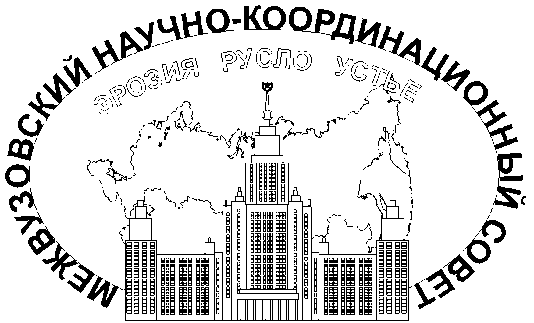 МЕЖВУЗОВСКИЙ НАУЧНО-КООРДИНАЦИОННЫЙ СОВЕТ
ЭРОЗИЯ РУСЛО УСТЬЕ